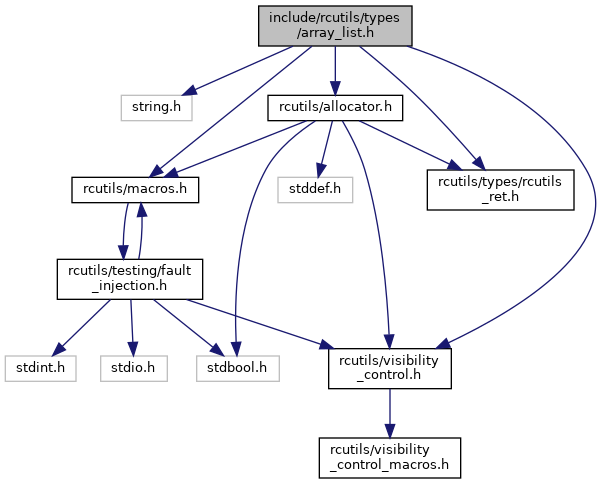 include/rcutils/types
/array_list.h
string.h
rcutils/allocator.h
rcutils/macros.h
stddef.h
rcutils/types/rcutils
_ret.h
rcutils/testing/fault
_injection.h
stdint.h
stdio.h
stdbool.h
rcutils/visibility
_control.h
rcutils/visibility
_control_macros.h